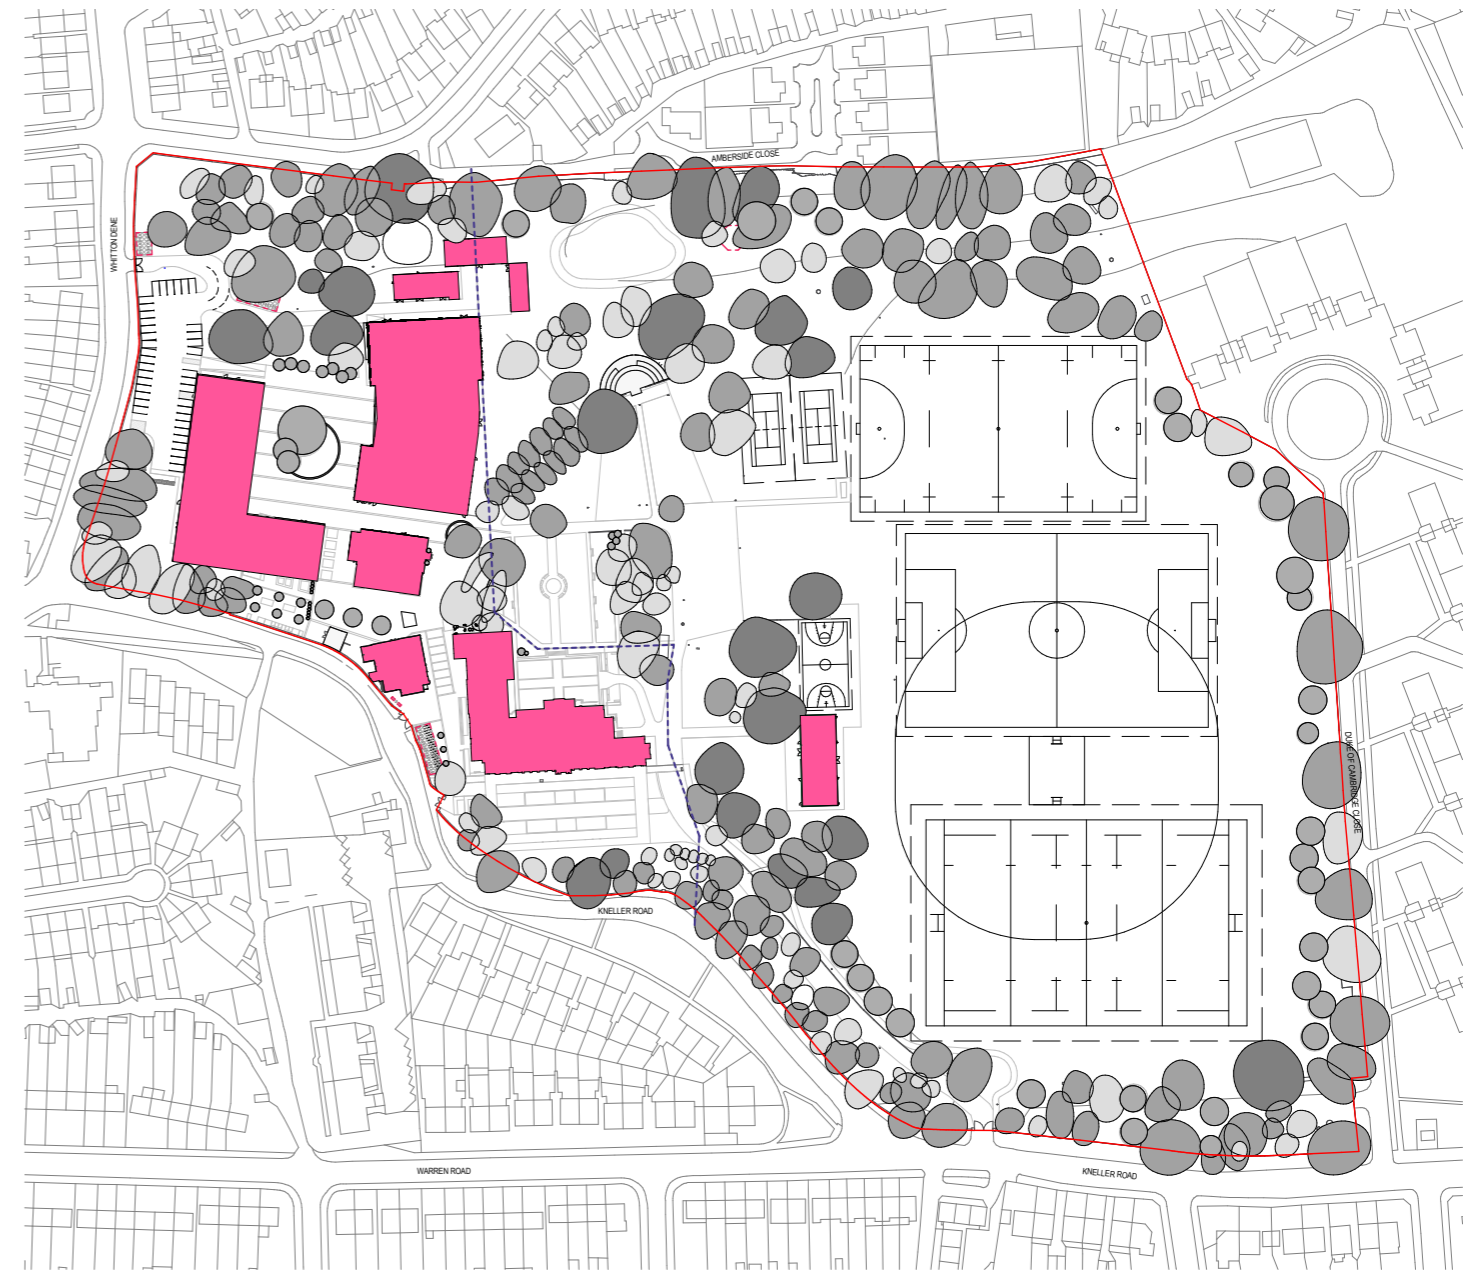 AMBERSIDE CLOSE
WHITTON DENE
DUKE OF CAMBRIDGE CLOSE
KNELLER ROAD
WARREN ROAD
KNELLER ROAD